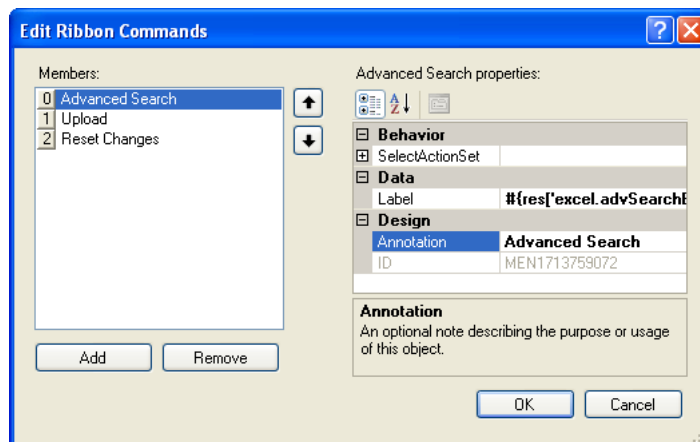 Edit Ribbon Commands
Members:
0 Advanced Search
1 Upload
2 Reset Changes
Add
Remove
Advanced Search properties:
Behavior
SelectActionSet
Data
Label #{res['excel.advSearchE
Design
Annotation Advanced Search
ID MEN1713759072
Annotation
An optional note describing the purpose or usage
of this object.
OK
Cancel